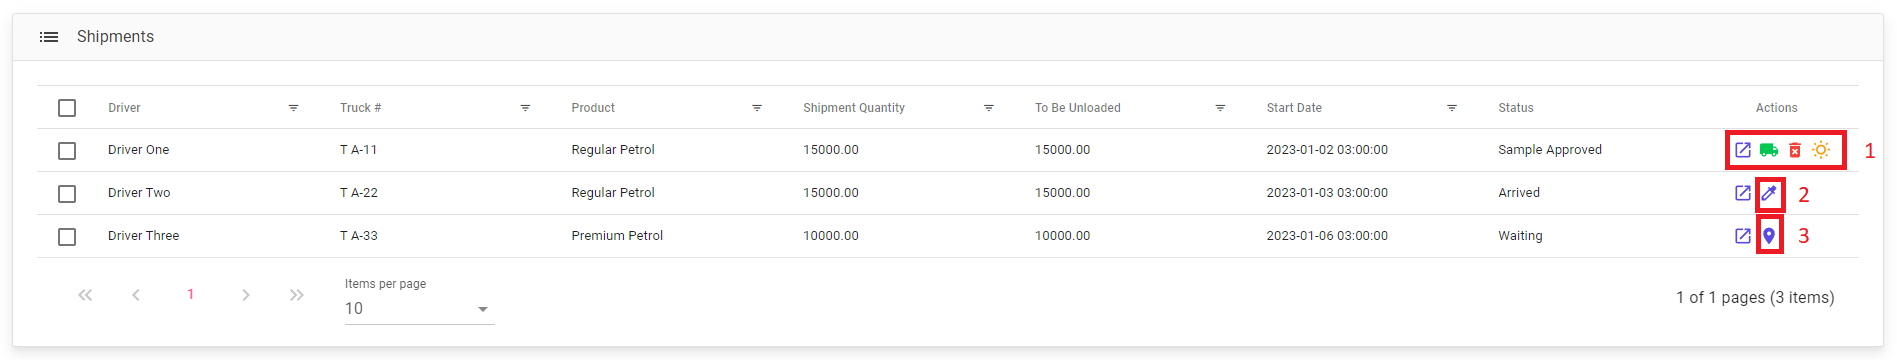 Shipments
Driver Truck # Product Shipment Quantity To Be Unloaded Start Date Status Actions
Driver One T A-11 Regular Petrol 15000.00 15000.00 2023-01-02 03:00:00 Sample Approved 1
Driver Two T A-22 Regular Petrol 15000.00 15000.00 2023-01-03 03:00:00 Arrived 2
Driver Three T A-33 Premium Petrol 10000.00 10000.00 2023-01-06 03:00:00 Waiting 3
Items per page
1 10 1 of 1 pages (3 items)